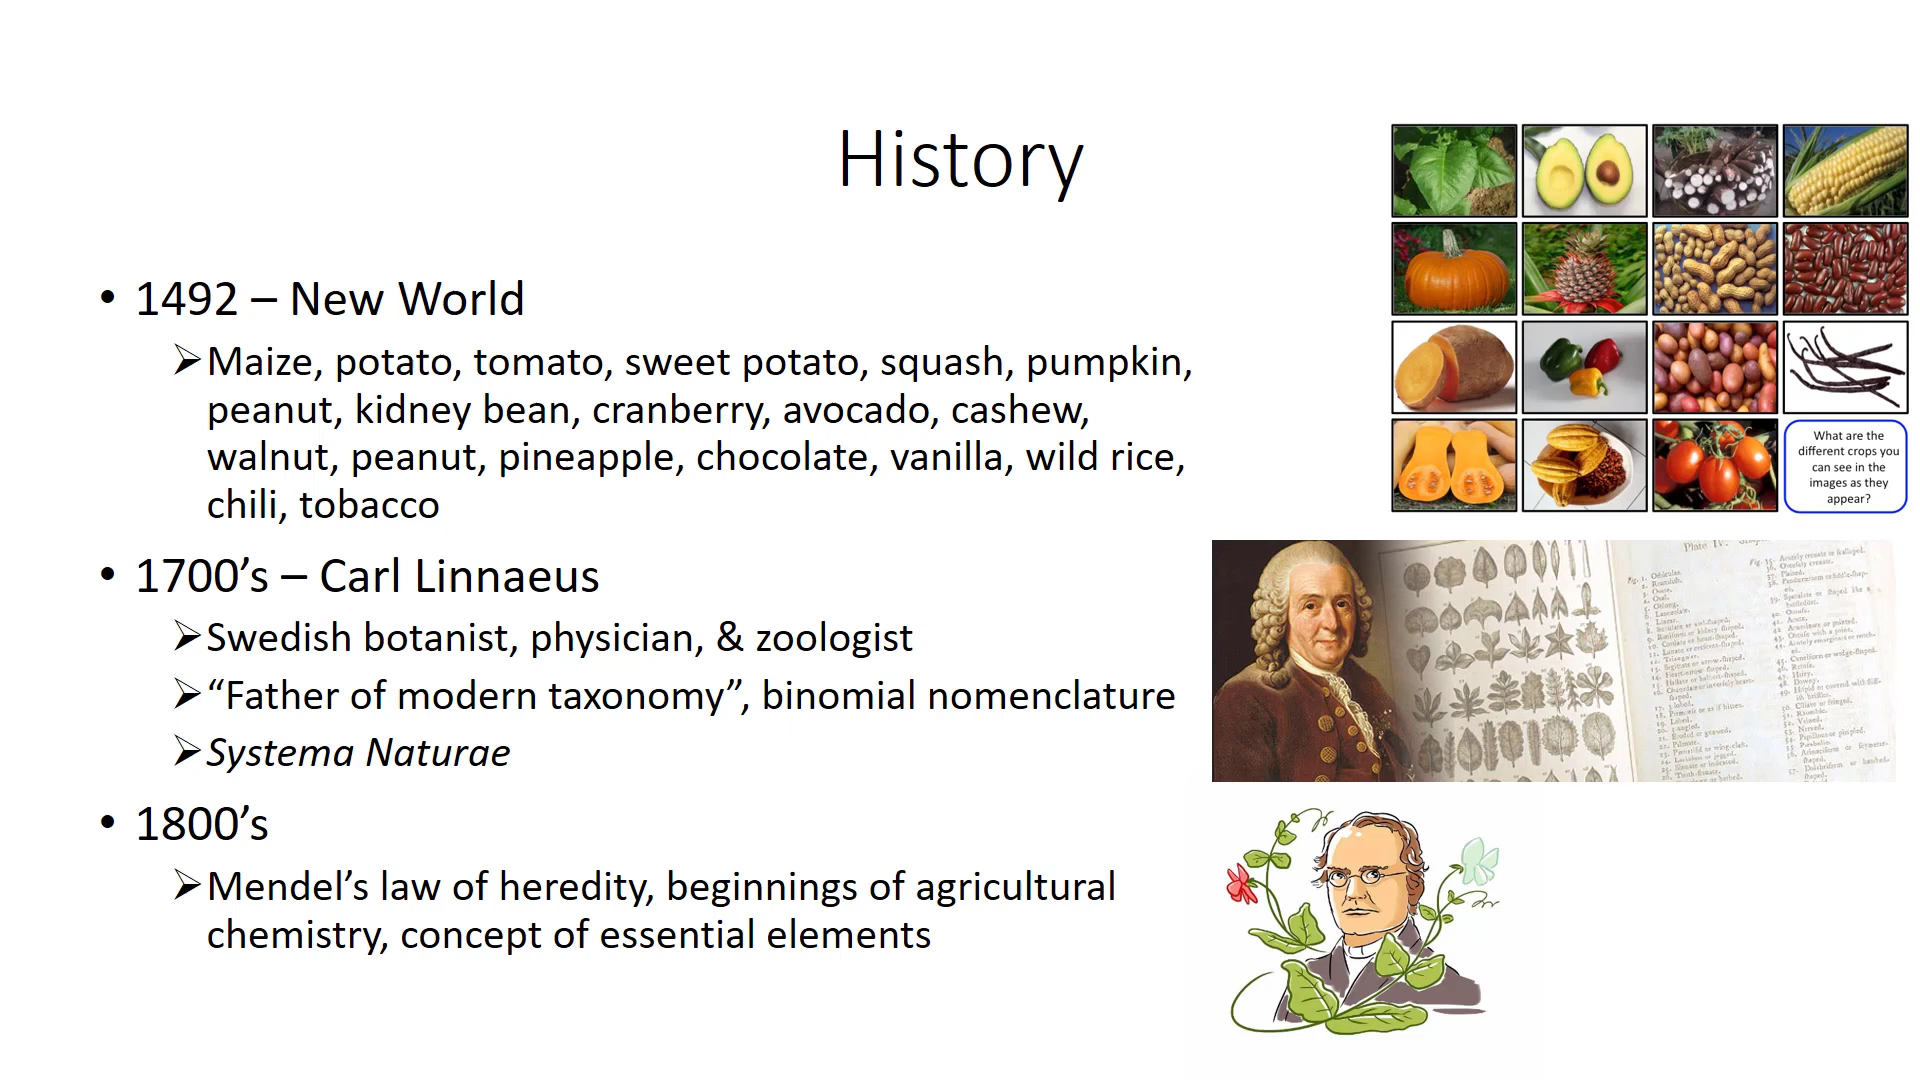 History
• 1492 – New World
➢Maize, potato, tomato, sweet potato, squash, pumpkin,
peanut, kidney bean, cranberry, avocado, cashew,
walnut, peanut, pineapple, chocolate, vanilla, wild rice,
chili, tobacco
• 1700’s – Carl Linnaeus
➢Swedish botanist, physician, & zoologist
➢“Father of modern taxonomy”, binomial nomenclature
➢Systema Naturae
• 1800’s
➢Mendel’s law of heredity, beginnings of agricultural
chemistry, concept of essential elements
What are the
different crops you
can see in the
images as they
appear?
Plate IV.